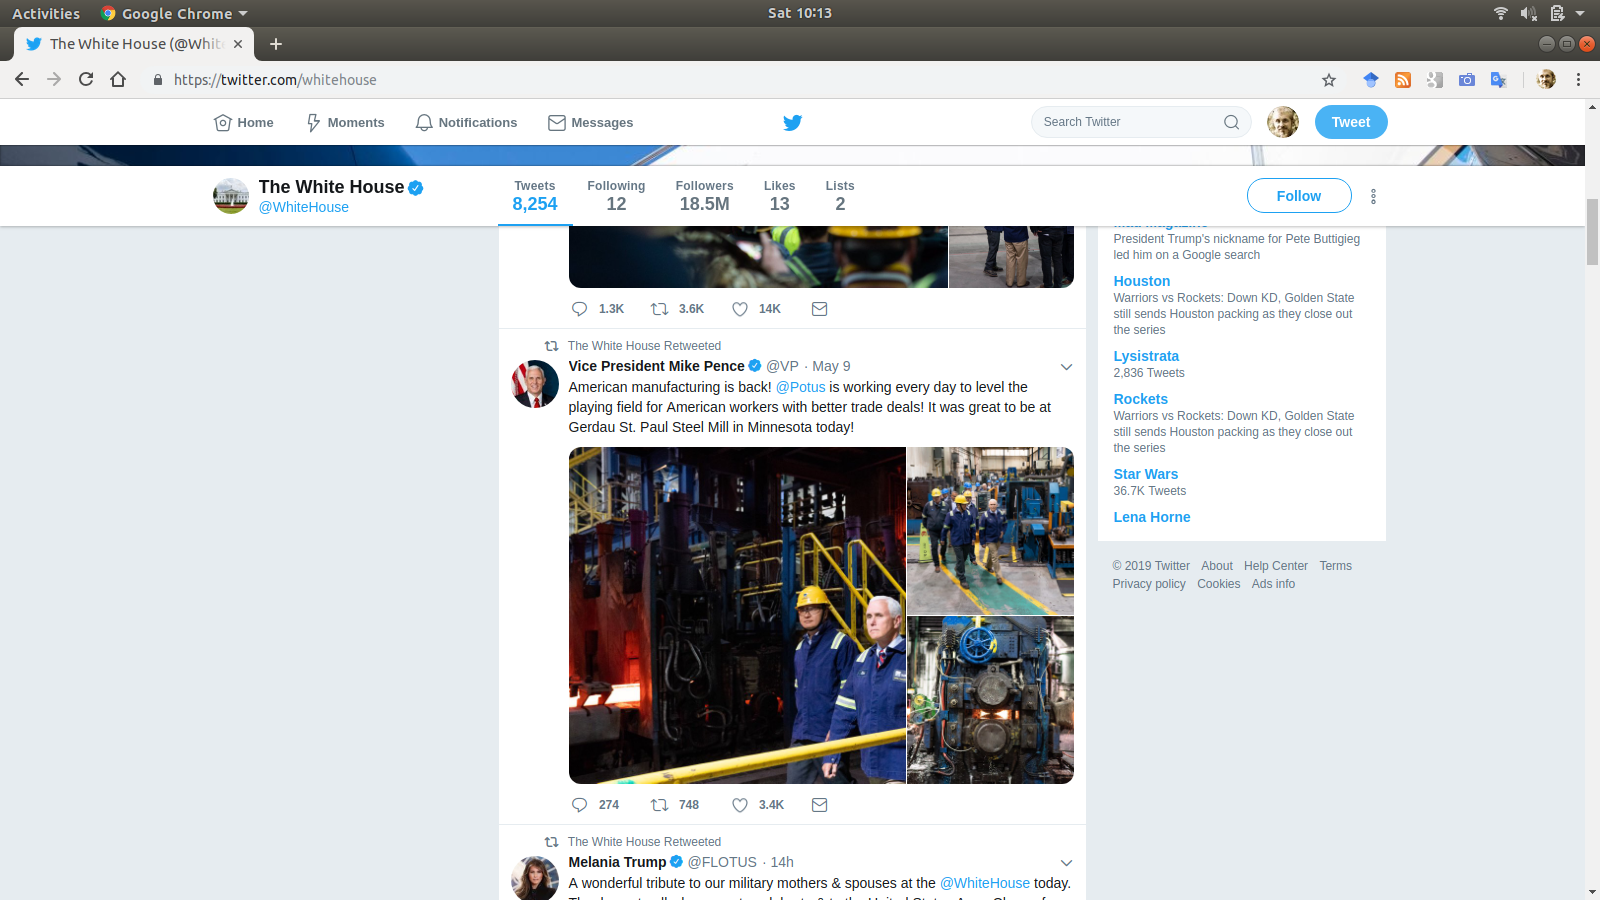 Activities
Google Chrome
Sat 10:13
The White House (@Whit
https://twitter.com/whitehouse
Home
Moments
Notifications
Messages
Search Twitter
Tweet
The White House
@WhiteHouse
Tweets
8,254
Following
12
Followers
18.5M
Likes
13
Lists
2
Follow
1.3K
3.6K
14K
The White House Retweeted
Vice President Mike Pence @VP · May 9
American manufacturing is back! @Potus is working every day to level the
playing field for American workers with better trade deals! It was great to be at
Gerdau St. Paul Steel Mill in Minnesota today!
274
748
3.4K
The White House Retweeted
Melania Trump @FLOTUS · 14h
A wonderful tribute to our military mothers & spouses at the @WhiteHouse today.
President Trump's nickname for Pete Buttigieg
led him on a Google search
Houston
Warriors vs Rockets: Down KD, Golden State
still sends Houston packing as they close out
the series
Lysistrata
2,836 Tweets
Rockets
Warriors vs Rockets: Down KD, Golden State
still sends Houston packing as they close out
the series
Star Wars
36.7K Tweets
Lena Horne
© 2019 Twitter About Help Center Terms
Privacy policy Cookies Ads info